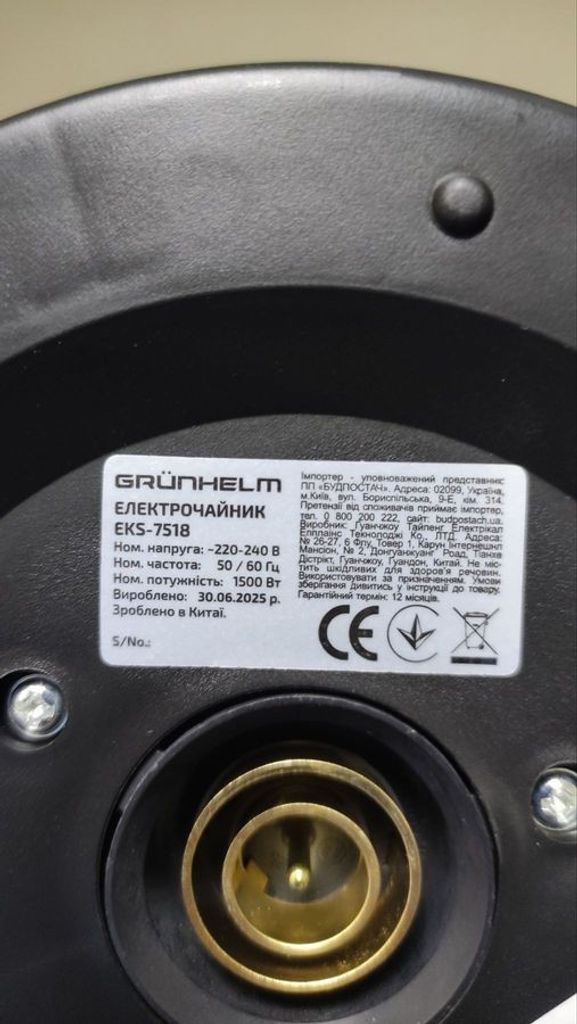 GRÜNHELM
ЕЛЕКТРОЧАЙНИК
EKS-7518
Ном. напруга: ~220-240 В
Ном. частота: 50 / 60 Гц
Ном. потужність: 1500 Вт
Вироблено: 30.06.2025 р.
Зроблено в Китаї.
S/No.:
Імпортер - уповноважений представник
ПП «БУДПОСТАЧ». Адреса: 02099, Україна,
м.Київ, вул. Бориспільська, 9-Е, кім. 314.
Претензії від споживачів приймає імпортер,
тел. 0 800 200 222, сайт: budpostach.ua.
Виробник: Гуанчжоу Тайпенг Електрікал
Епплаінс Текнолоджі Ко., ЛТД. Адреса:
№ 26-27, 6 Флу, Товер 1, Карун Інтернешнл
Мансіон, № 2, Донгуанжуанг Роад, Тіанхе
Дістрікт, Гуанчжоу, Гуандон, Китай. Не міс-
тить шкідливих для здоров'я речовин.
Використовувати за призначенням. Умови
зберігання дивитись у інструкції до товару.
Гарантійний термін: 12 місяців.
CE